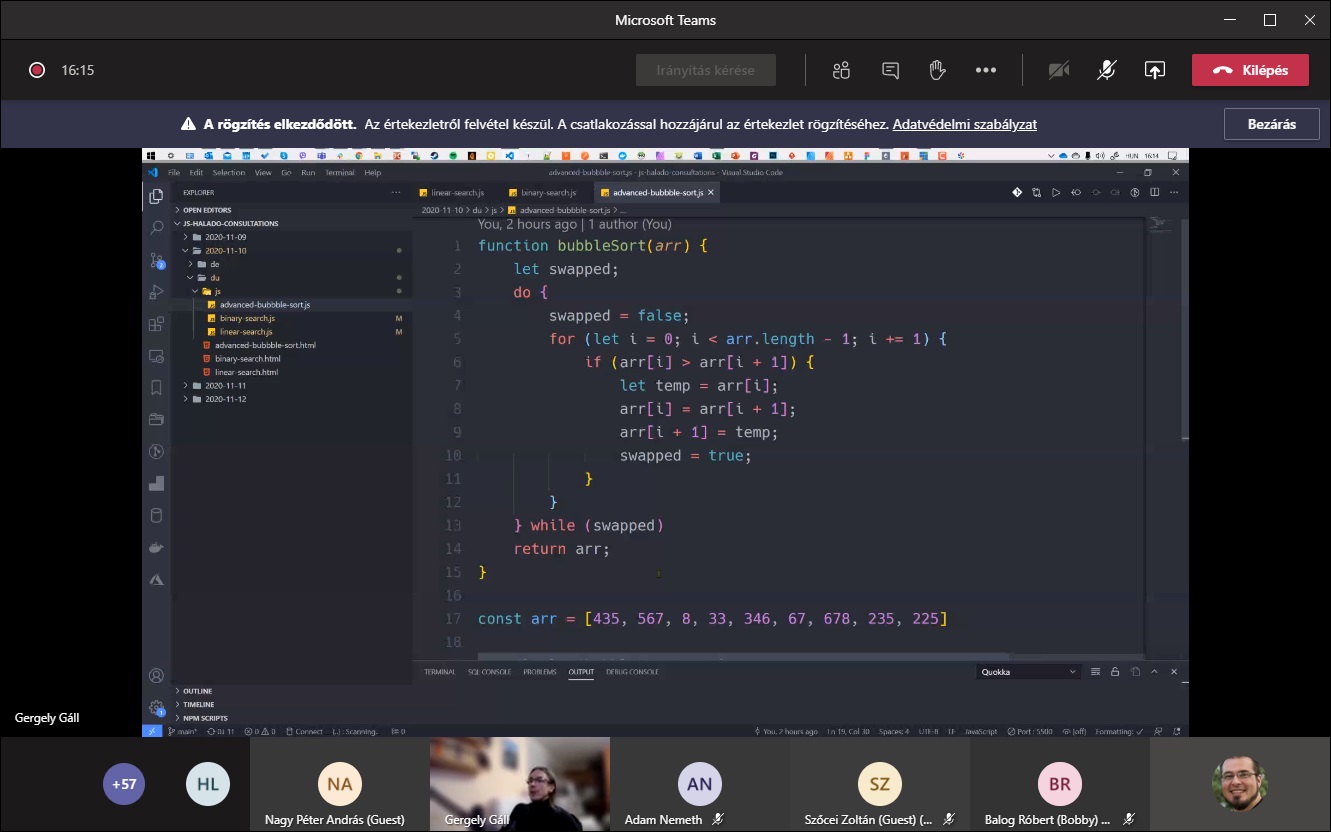 Microsoft Teams
16:15
Irányítás kérése
Kilépés
A rögzítés elkezdődött. Az értekezletről felvétel készül. A csatlakozással hozzájárul az értekezlet rögzítéséhez. Adatvédelmi szabályzat
Bezárás
HUN 16:14
File Edit Selection View Go Run Terminal Help
advanced-bubbble-sort.js - js-halado-consultations - Visual Studio Code
EXPLORER
linear-search.js
binary-search.js
advanced-bubbble-sort.js
OPEN EDITORS
2020-11-10 > du > js > advanced-bubbble-sort.js > ...
JS-HALADO-CONSULTATIONS
2020-11-09
2020-11-10
de
du
js
advanced-bubbble-sort.js
binary-search.js M
linear-search.js M
advanced-bubbble-sort.html
binary-search.html
linear-search.html
2020-11-11
2020-11-12
You, 2 hours ago | 1 author (You)
1 function bubbleSort(arr) {
2 let swapped;
3 do {
4 swapped = false;
5 for (let i = 0; i < arr.length - 1; i += 1) {
6 if (arr[i] > arr[i + 1]) {
7 let temp = arr[i];
8 arr[i] = arr[i + 1];
9 arr[i + 1] = temp;
10 swapped = true;
11 }
12 }
13 } while (swapped)
14 return arr;
15 }
16
17 const arr = [435, 567, 8, 33, 346, 67, 678, 235, 225]
18
TERMINAL SQL CONSOLE PROBLEMS OUTPUT DEBUG CONSOLE
Quokka
OUTLINE
TIMELINE
NPM SCRIPTS
main* 0↓ 1↑ 0 0 Connect Scanning.. 0
You, 2 hours ago Ln 19, Col 30 Spaces: 4 UTF-8 LF JavaScript Port : 5500 (off) Formatting: ✓
Gergely Gáll
+57
HL
NA
Nagy Péter András (Guest)
Gergely Gáll
AN
Adam Nemeth
SZ
Szőcei Zoltán (Guest) (...
BR
Balog Róbert (Bobby) ...